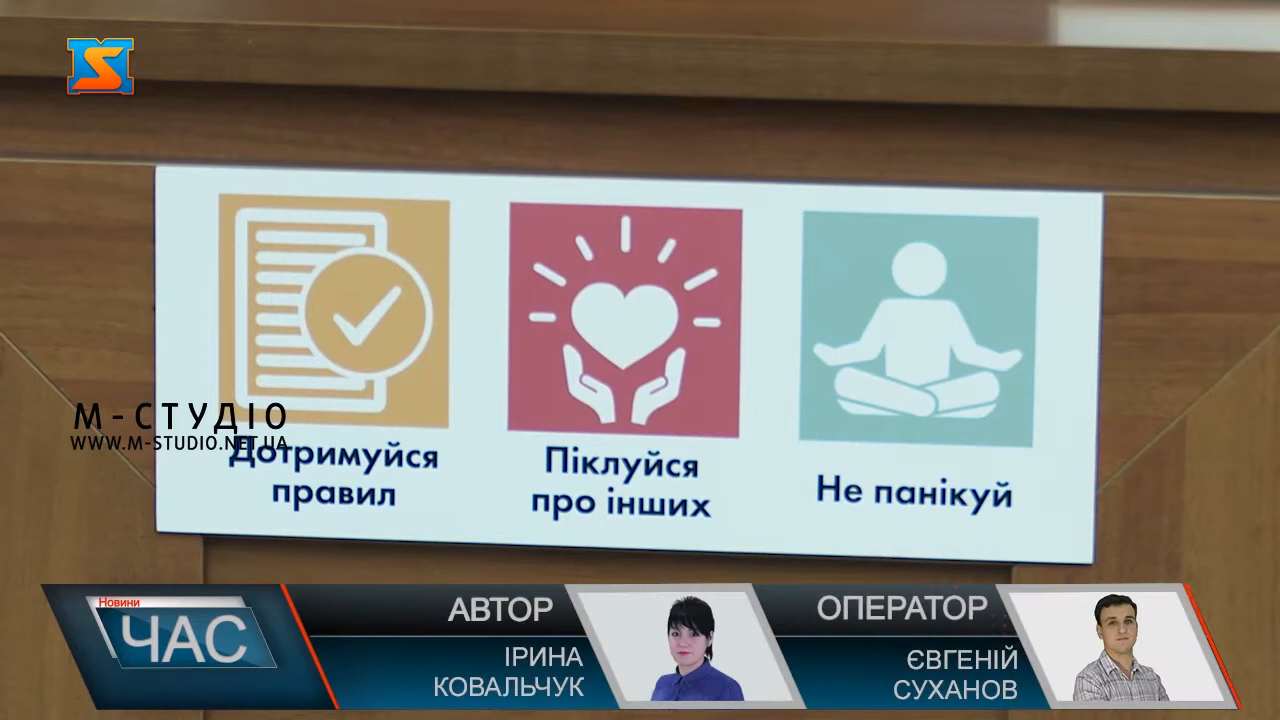 М-СТУДІО
WWW.M-STUDIO.NET.UA
Дотримуйся
правил
Піклуйся
про інших
Не панікуй
Новини
ЧАС
АВТОР
ІРИНА
КОВАЛЬЧУК
ОПЕРАТОР
ЄВГЕНІЙ
СУХАНОВ